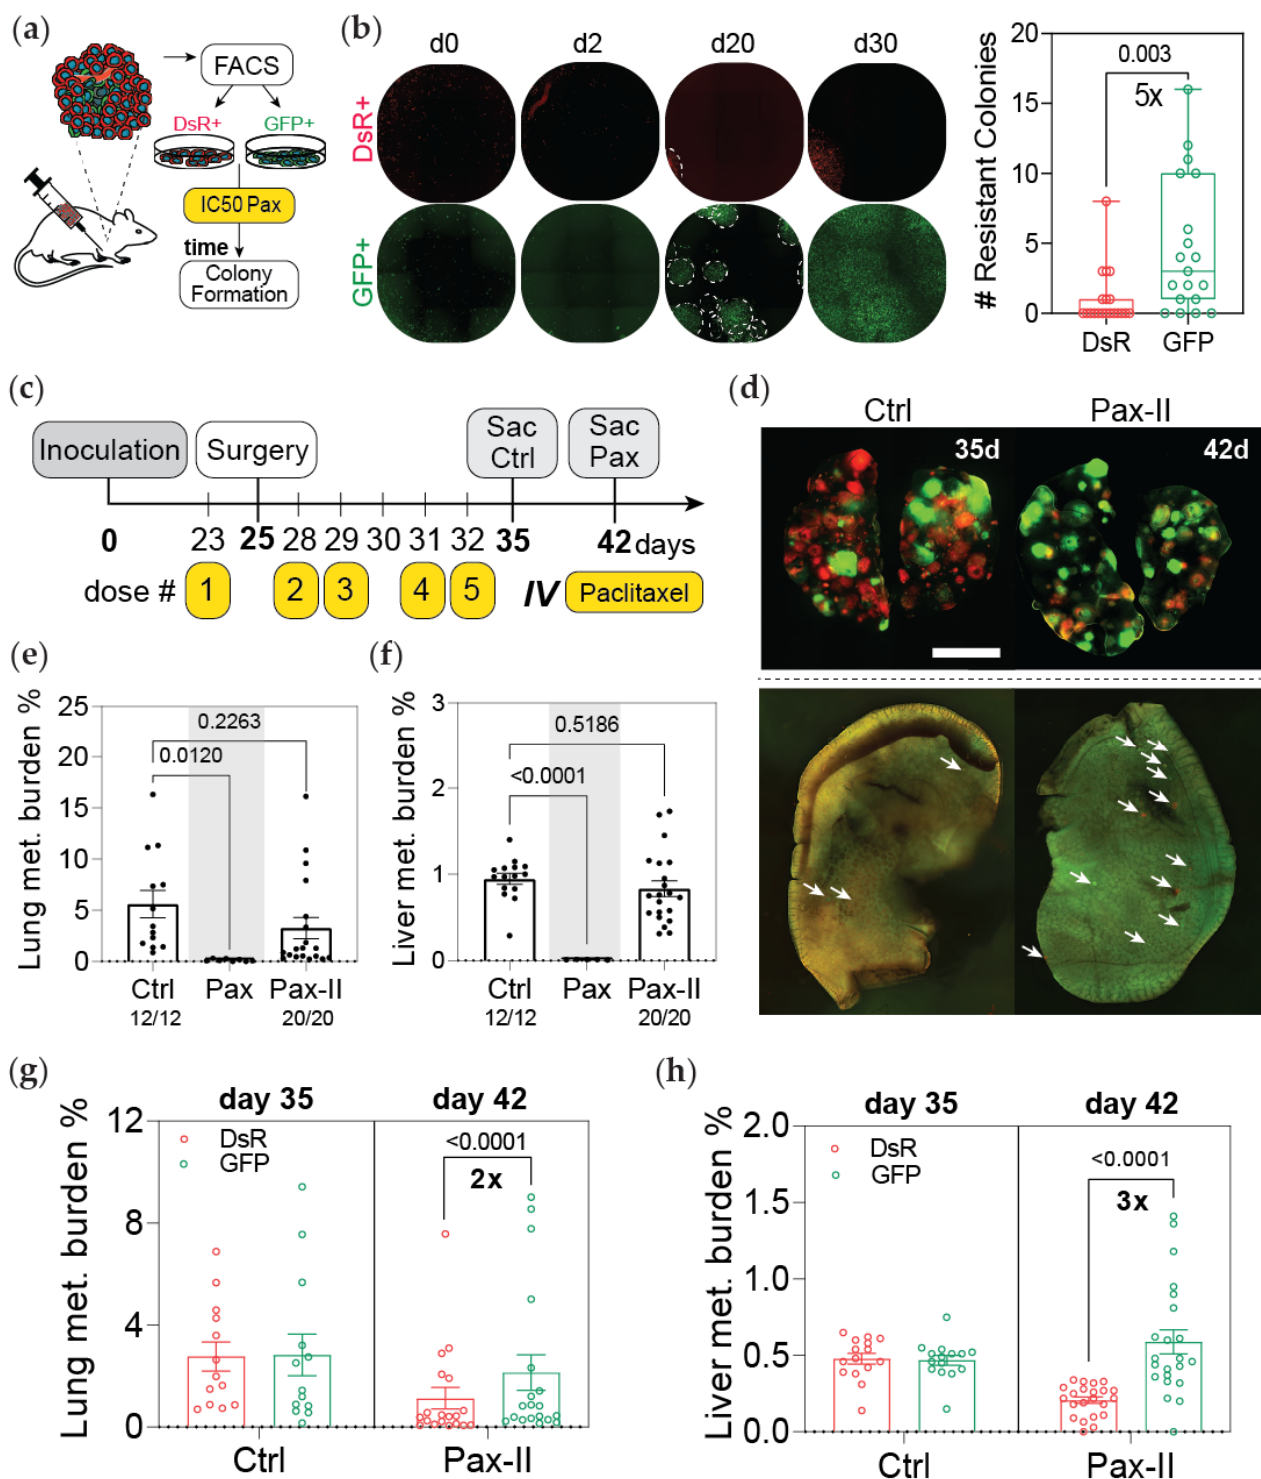 (a)
FACS
DsR+
GFP+
IC50 Pax
time
Colony
Formation
(b)
d0
d2
d20
d30
DsR+
GFP+
# Resistant Colonies
20
15
10
5
0
0.003
5x
DsR
GFP
(c)
Inoculation
Surgery
Sac
Ctrl
Sac
Pax
0
23
25
28
29
30
31
32
35
42 days
dose #
1
2
3
4
5
IV
Paclitaxel
(d)
Ctrl
Pax-II
35d
42d
(e)
Lung met. burden %
25
20
15
10
5
0
0.2263
0.0120
Ctrl
Pax
Pax-II
12/12
20/20
(f)
Liver met. burden %
3
2
1
0
0.5186
<0.0001
Ctrl
Pax
Pax-II
12/12
20/20
(g)
day 35
day 42
Lung met. burden %
12
8
4
0
DsR
GFP
<0.0001
2x
Ctrl
Pax-II
(h)
day 35
day 42
Liver met. burden %
2.0
1.5
1.0
0.5
0.0
DsR
GFP
<0.0001
3x
Ctrl
Pax-II